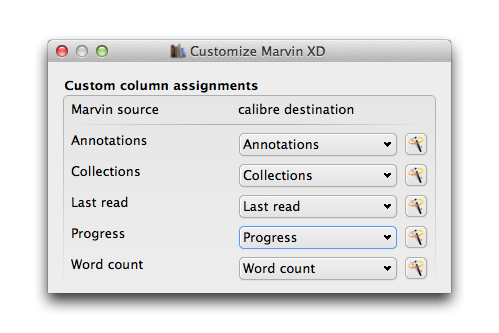 Customize Marvin XD
Custom column assignments
Marvin source calibre destination
Annotations Annotations
Collections Collections
Last read Last read
Progress Progress
Word count Word count